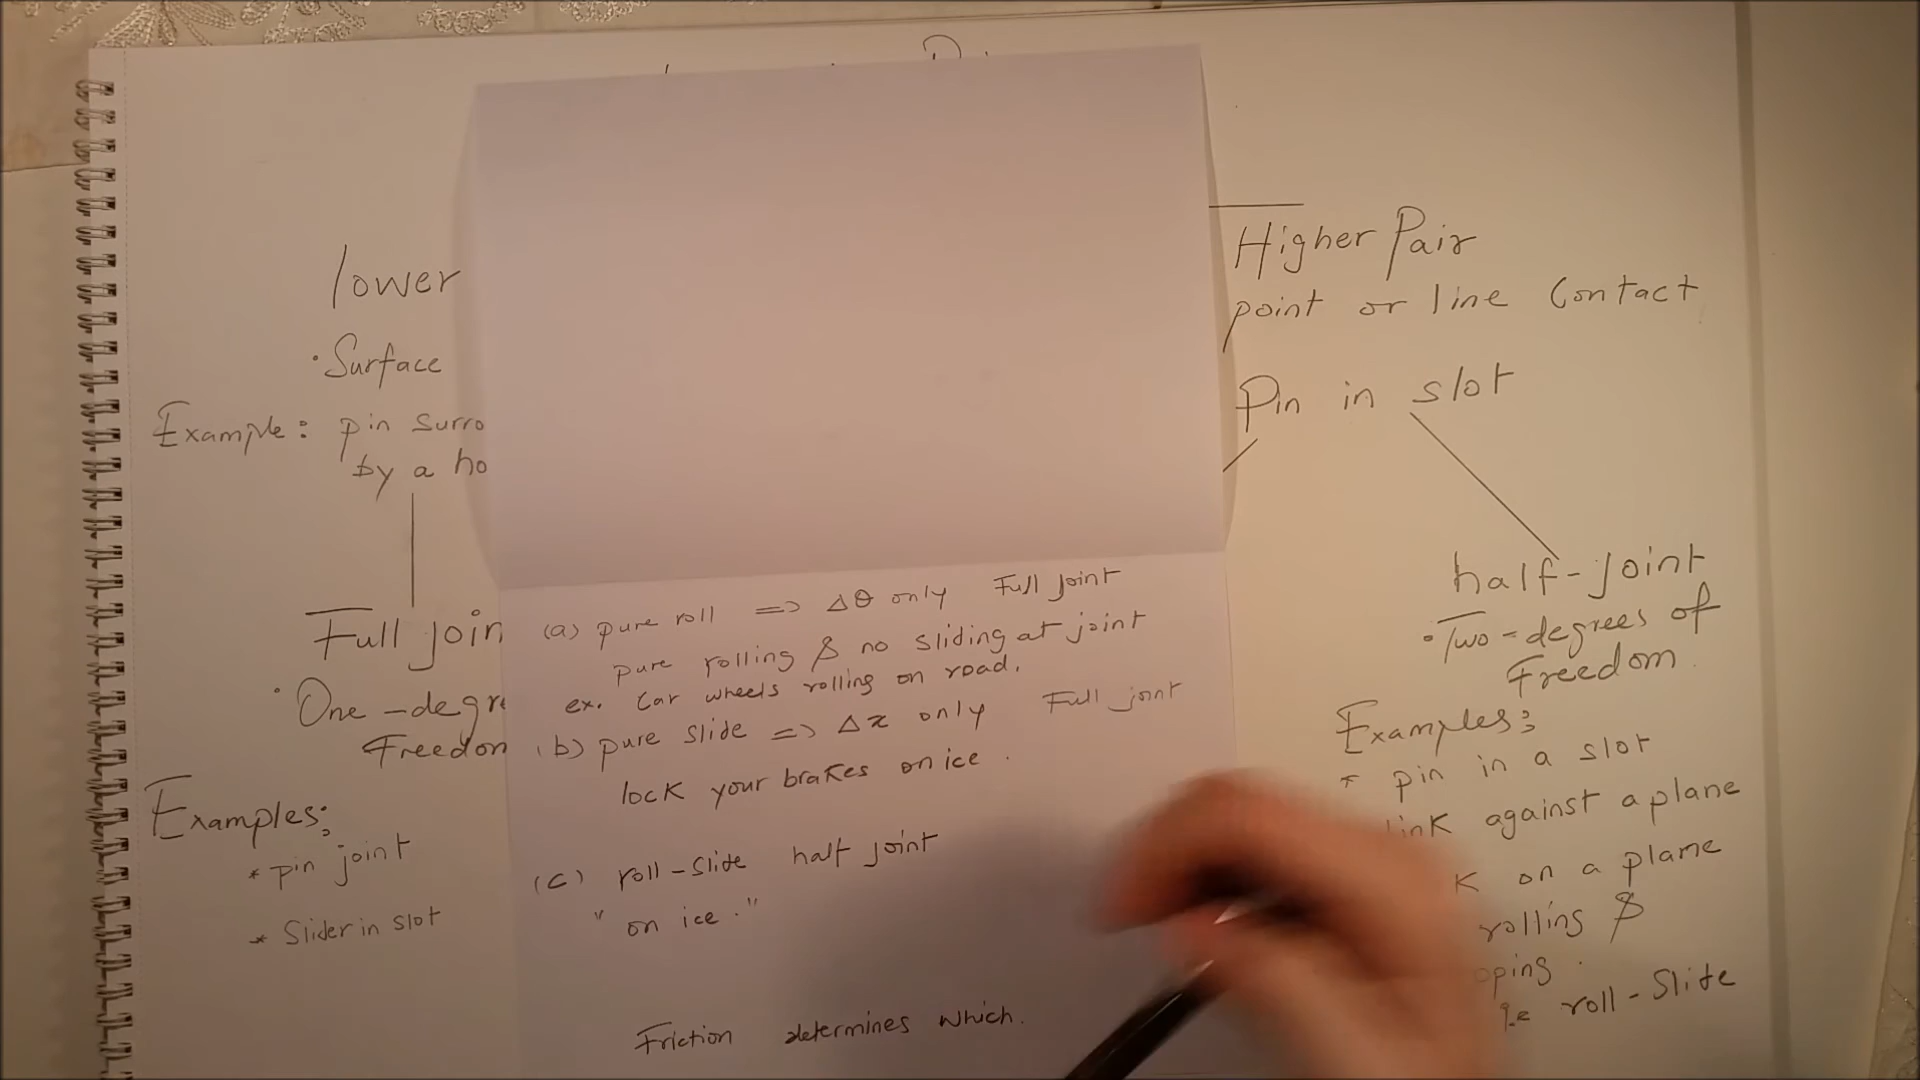 lower
• Surface
Example: pin surro
by a ho
Full join
• One-degre
Freedom
Examples:
* pin joint
* Slider in slot
(a) pure roll => Δθ only Full joint
pure rolling & no sliding at joint
ex. Car wheels rolling on road.
(b) pure slide => Δx only Full joint
lock your brakes on ice.
(c) roll-slide half joint
"on ice."
Friction determines which.
Higher Pair
point or line Contact
Pin in slot
half-joint
• Two-degrees of
Freedom.
Examples:
* pin in a slot
link against a plane
K on a plane
rolling &
pping.
i.e roll-Slide